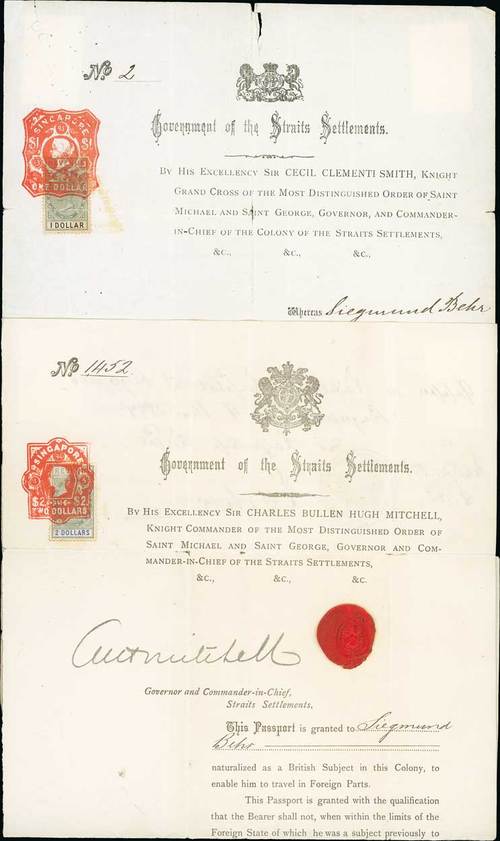 No. 2
SINGAPORE
$1 $1
ONE DOLLAR
1 DOLLAR
Government of the Straits Settlements.
By His Excellency Sir CECIL CLEMENTI SMITH, Knight
Grand Cross of the Most Distinguished Order of Saint
Michael and Saint George, Governor, and Commander-
in-Chief of the Colony of the Straits Settlements,
&c., &c., &c.,
Whereas Siegmund Behr
No. 1452
SINGAPORE
$2 $2
TWO DOLLARS
2 DOLLARS
Government of the Straits Settlements.
By His Excellency Sir CHARLES BULLEN HUGH MITCHELL,
Knight Commander of the Most Distinguished Order of
Saint Michael and Saint George, Governor and Com-
mander-in-Chief of the Straits Settlements,
&c., &c., &c.
Governor and Commander-in-Chief,
Straits Settlements.
This Passport is granted to Siegmund
Behr
naturalized as a British Subject in this Colony, to
enable him to travel in Foreign Parts.
This Passport is granted with the qualification
that the Bearer shall not, when within the limits of the
Foreign State of which he was a subject previously to